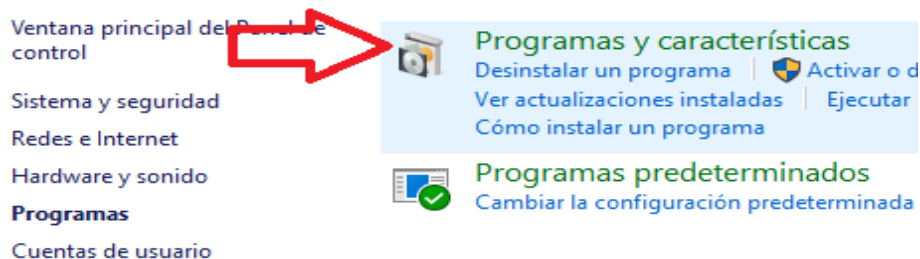 Ventana principal del Panel de
control
Sistema y seguridad
Redes e Internet
Hardware y sonido
Programas
Cuentas de usuario
Programas y características
Desinstalar un programa
Activar o d
Ver actualizaciones instaladas
Ejecutar
Cómo instalar un programa
Programas predeterminados
Cambiar la configuración predeterminada